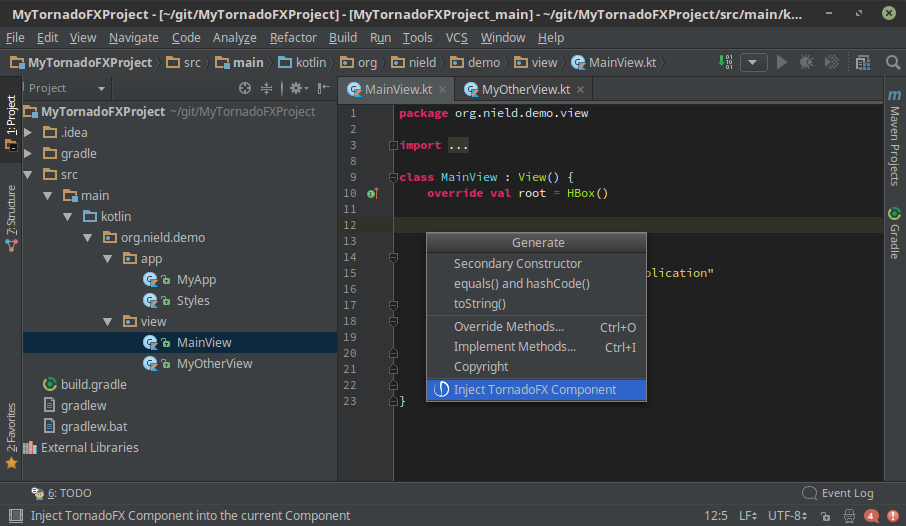 MyTornadoFXProject - [~/git/MyTornadoFXProject] - [MyTornadoFXProject_main] - ~/git/MyTornadoFXProject/src/main/k...
File Edit View Navigate Code Analyze Refactor Build Run Tools VCS Window Help
MyTornadoFXProject src main kotlin org nield demo view MainView.kt
Project
MainView.kt MyOtherView.kt
1: Project
7: Structure
2: Favorites
MyTornadoFXProject ~/git/MyTornadoFXProject
.idea
gradle
src
main
kotlin
org.nield.demo
app
MyApp
Styles
view
MainView
MyOtherView
build.gradle
gradlew
gradlew.bat
External Libraries
1 package org.nield.demo.view
2
3 import ...
8
9 class MainView : View() {
10 override val root = HBox()
11
12
13
14
15 plication"
16
17
18
19
20
21
22
23 }
Generate
Secondary Constructor
equals() and hashCode()
toString()
Override Methods... Ctrl+O
Implement Methods... Ctrl+I
Copyright
Inject TornadoFX Component
m
Maven Projects
Gradle
6: TODO Event Log
Inject TornadoFX Component into the current Component 12:5 LF UTF-8 4